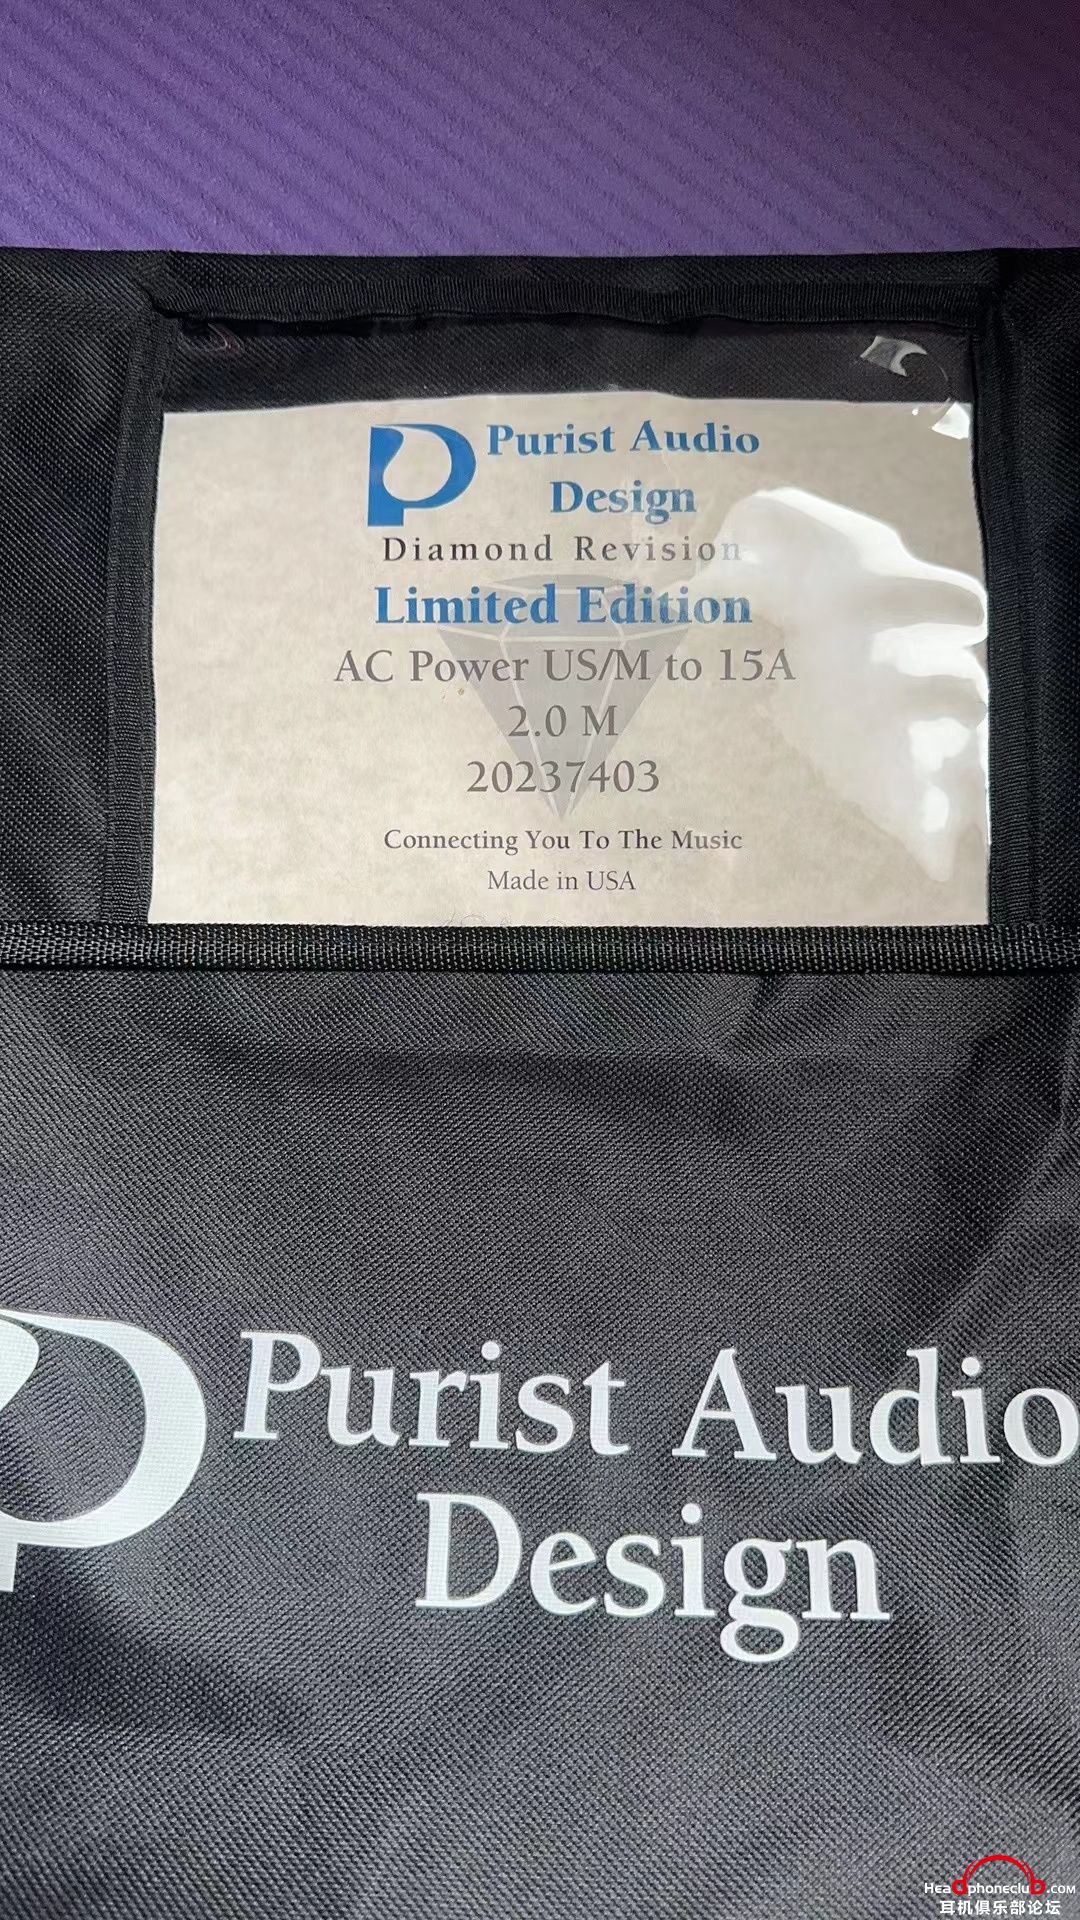 Purist Audio
Design
Diamond Revision
Limited Edition
AC Power US/M to 15A
2.0 M
20237403
Connecting You To The Music
Made in USA
Purist Audio
Design
Headphoneclub.com
耳机俱乐部论坛